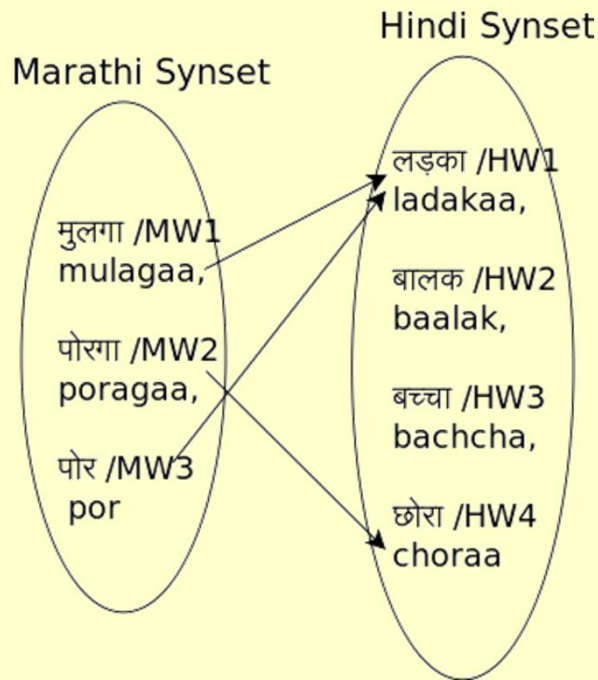 Marathi Synset
मुलगा /MW1
mulagaa,
पोरगा /MW2
poragaa,
पोर /MW3
por
Hindi Synset
लड़का /HW1
ladakaa,
बालक /HW2
baalak,
बच्चा /HW3
bachcha,
छोरा /HW4
choraa